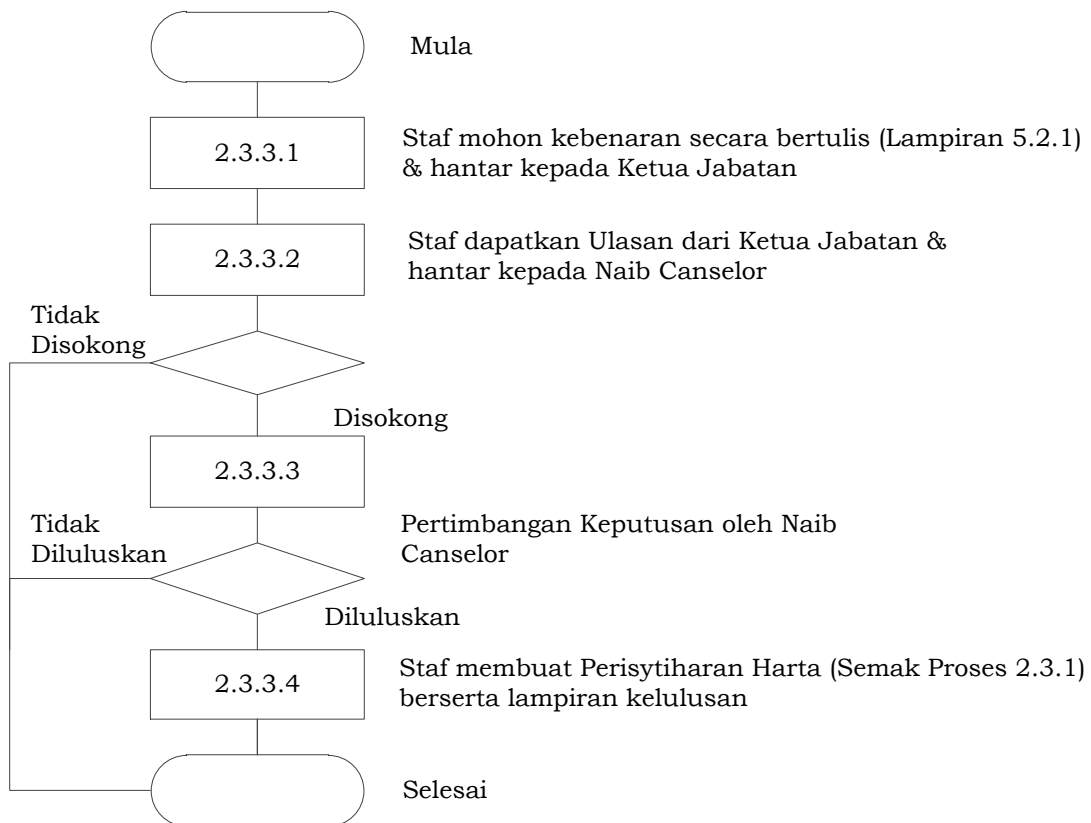 Mula
2.3.3.1
Staf mohon kebenaran secara bertulis (Lampiran 5.2.1)
& hantar kepada Ketua Jabatan
2.3.3.2
Staf dapatkan Ulasan dari Ketua Jabatan &
hantar kepada Naib Canselor
Tidak
Disokong
Disokong
2.3.3.3
Tidak
Diluluskan
Pertimbangan Keputusan oleh Naib
Canselor
Diluluskan
2.3.3.4
Staf membuat Perisytiharan Harta (Semak Proses 2.3.1)
berserta lampiran kelulusan
Selesai